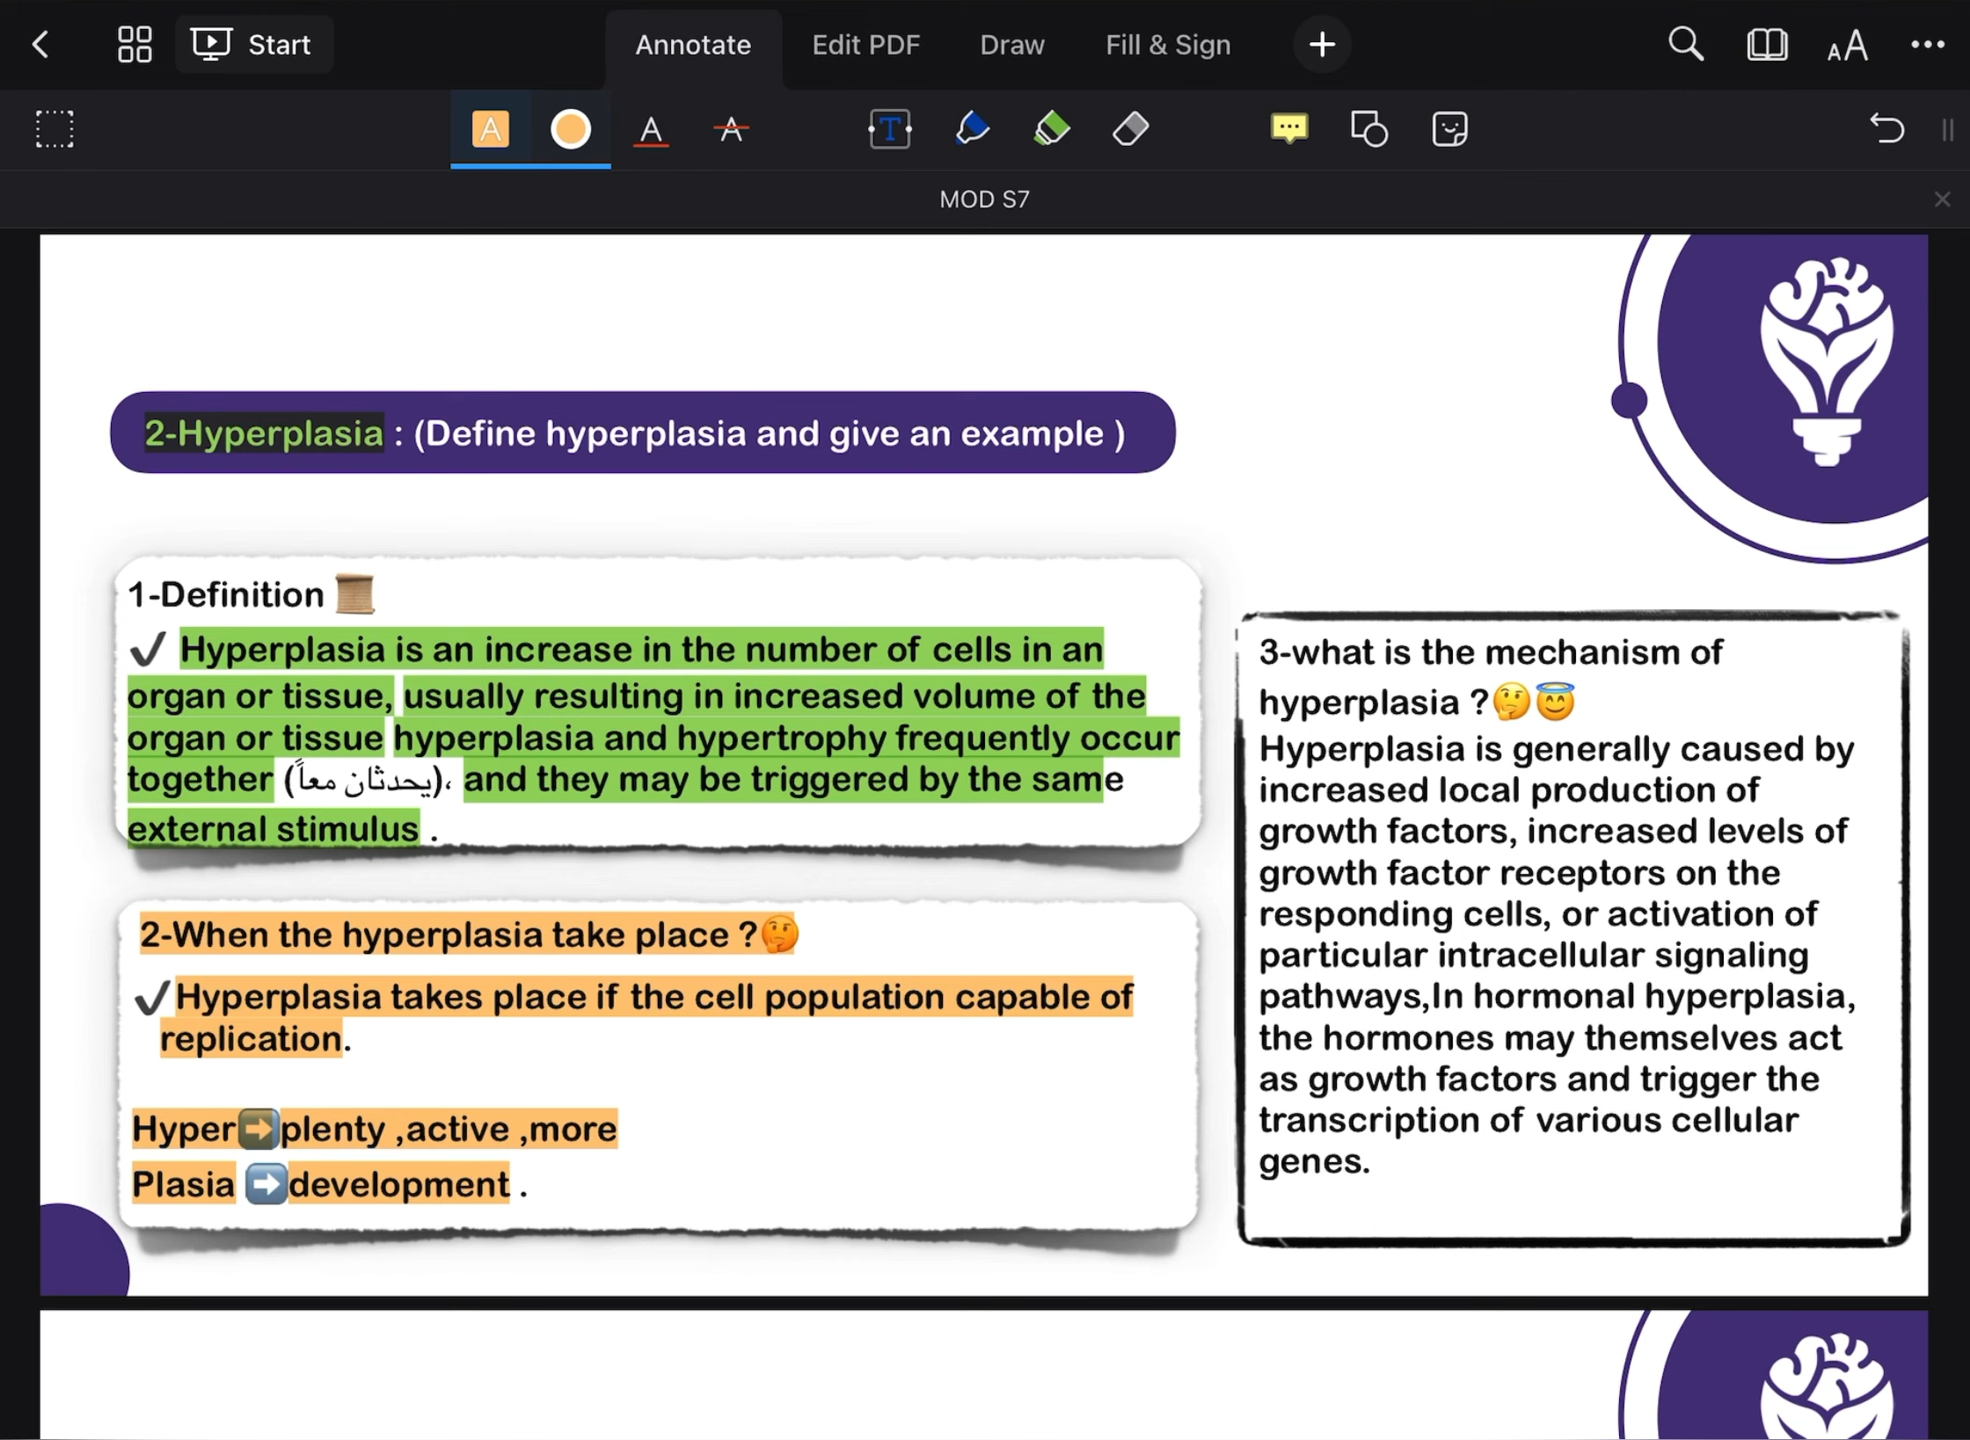 Start
Annotate
Edit PDF
Draw
Fill & Sign
MOD S7
2-Hyperplasia : (Define hyperplasia and give an example )
1-Definition
✓ Hyperplasia is an increase in the number of cells in an
organ or tissue, usually resulting in increased volume of the
organ or tissue hyperplasia and hypertrophy frequently occur
together (يحدثان معاً)، and they may be triggered by the same
external stimulus .
2-When the hyperplasia take place ?🤔
✓Hyperplasia takes place if the cell population capable of
replication.
Hyper➡️plenty ,active ,more
Plasia ➡️development .
3-what is the mechanism of
hyperplasia ?🤔😇
Hyperplasia is generally caused by
increased local production of
growth factors, increased levels of
growth factor receptors on the
responding cells, or activation of
particular intracellular signaling
pathways,In hormonal hyperplasia,
the hormones may themselves act
as growth factors and trigger the
transcription of various cellular
genes.